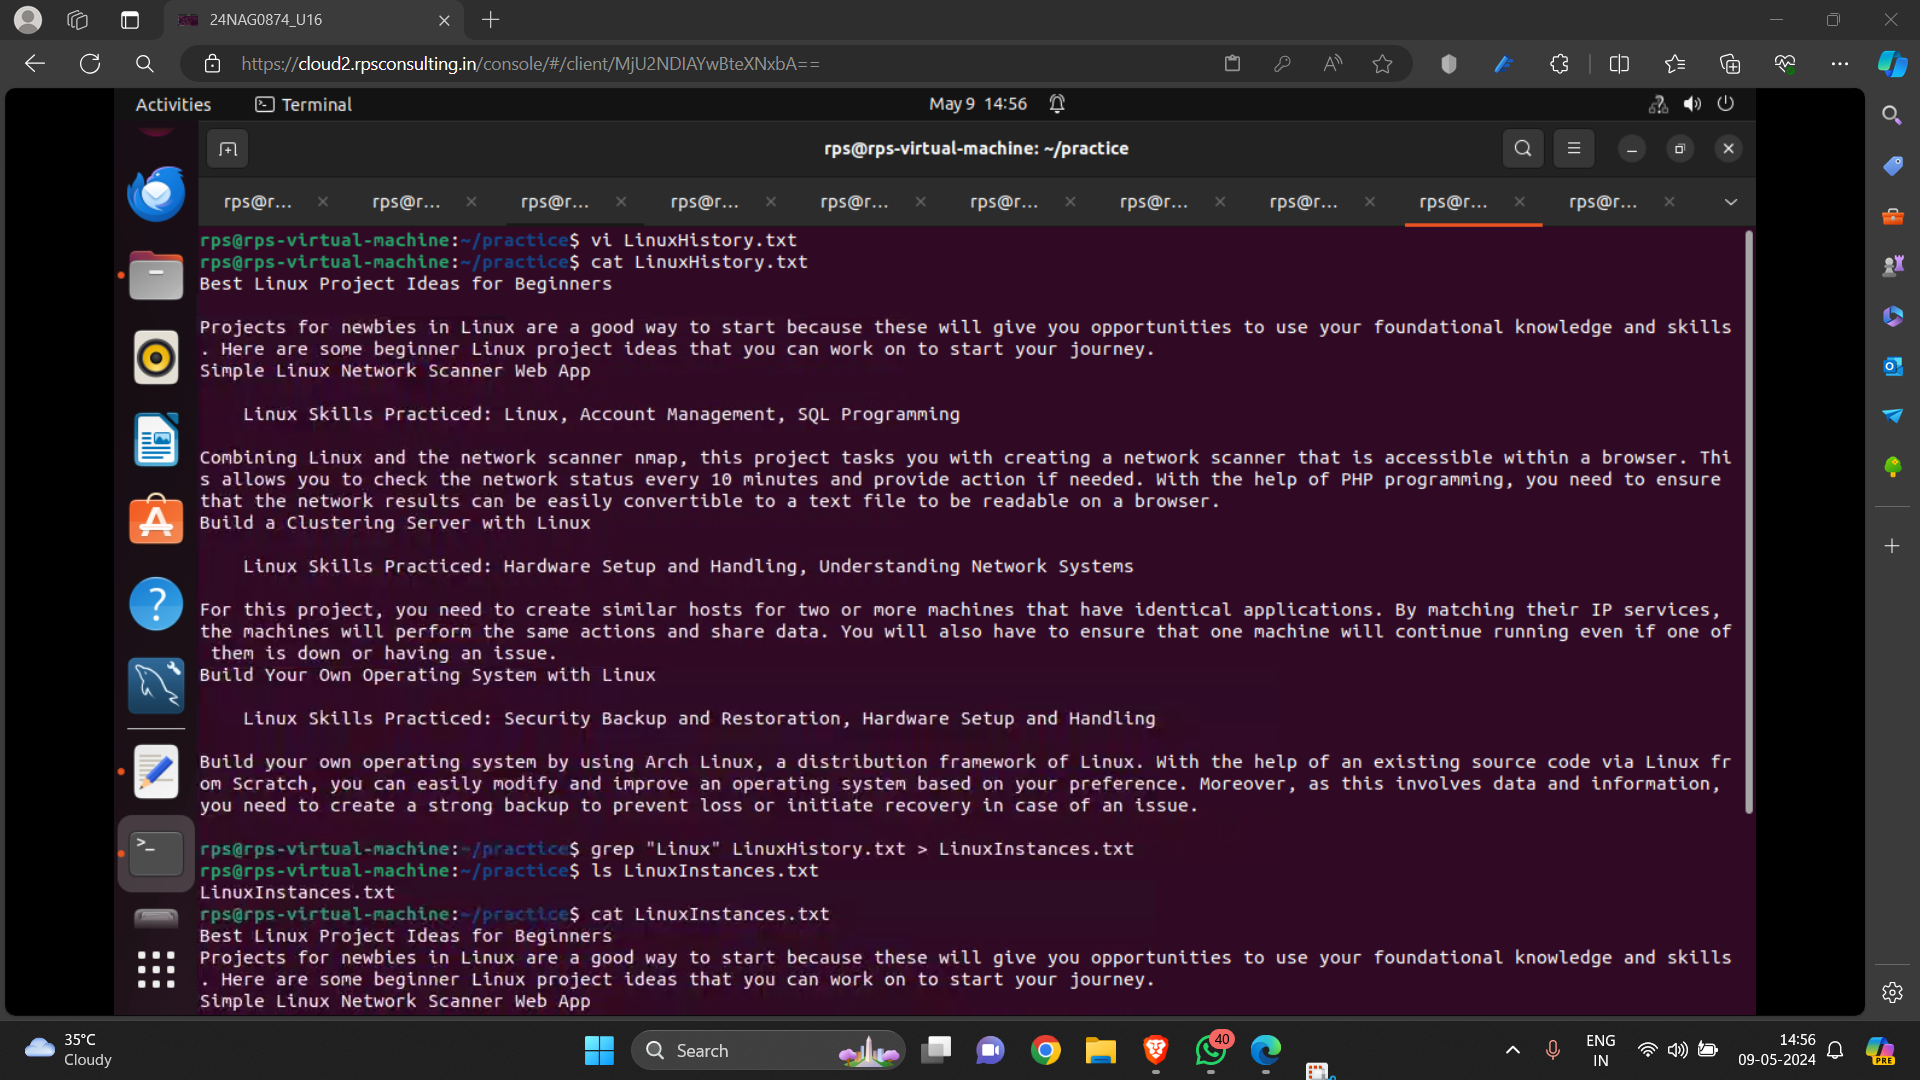 24NAG0874_U16
https://cloud2.rpsconsulting.in/console/#/client/MjU2NDIAYwBteXNxbA==
Activities
Terminal
May 9 14:56
rps@rps-virtual-machine: ~/practice
rps@r... rps@r... rps@r... rps@r... rps@r... rps@r... rps@r... rps@r... rps@r... rps@r...
rps@rps-virtual-machine:~/practice$ vi LinuxHistory.txt
rps@rps-virtual-machine:~/practice$ cat LinuxHistory.txt
Best Linux Project Ideas for Beginners
Projects for newbies in Linux are a good way to start because these will give you opportunities to use your foundational knowledge and skills
. Here are some beginner Linux project ideas that you can work on to start your journey.
Simple Linux Network Scanner Web App
Linux Skills Practiced: Linux, Account Management, SQL Programming
Combining Linux and the network scanner nmap, this project tasks you with creating a network scanner that is accessible within a browser. Thi
s allows you to check the network status every 10 minutes and provide action if needed. With the help of PHP programming, you need to ensure
that the network results can be easily convertible to a text file to be readable on a browser.
Build a Clustering Server with Linux
Linux Skills Practiced: Hardware Setup and Handling, Understanding Network Systems
For this project, you need to create similar hosts for two or more machines that have identical applications. By matching their IP services,
the machines will perform the same actions and share data. You will also have to ensure that one machine will continue running even if one of
them is down or having an issue.
Build Your Own Operating System with Linux
Linux Skills Practiced: Security Backup and Restoration, Hardware Setup and Handling
Build your own operating system by using Arch Linux, a distribution framework of Linux. With the help of an existing source code via Linux fr
om Scratch, you can easily modify and improve an operating system based on your preference. Moreover, as this involves data and information,
you need to create a strong backup to prevent loss or initiate recovery in case of an issue.
rps@rps-virtual-machine:~/practice$ grep "Linux" LinuxHistory.txt > LinuxInstances.txt
rps@rps-virtual-machine:~/practice$ ls LinuxInstances.txt
LinuxInstances.txt
rps@rps-virtual-machine:~/practice$ cat LinuxInstances.txt
Best Linux Project Ideas for Beginners
Projects for newbies in Linux are a good way to start because these will give you opportunities to use your foundational knowledge and skills
. Here are some beginner Linux project ideas that you can work on to start your journey.
Simple Linux Network Scanner Web App
35°C
Cloudy
Search
40
ENG
IN
14:56
09-05-2024
PRE